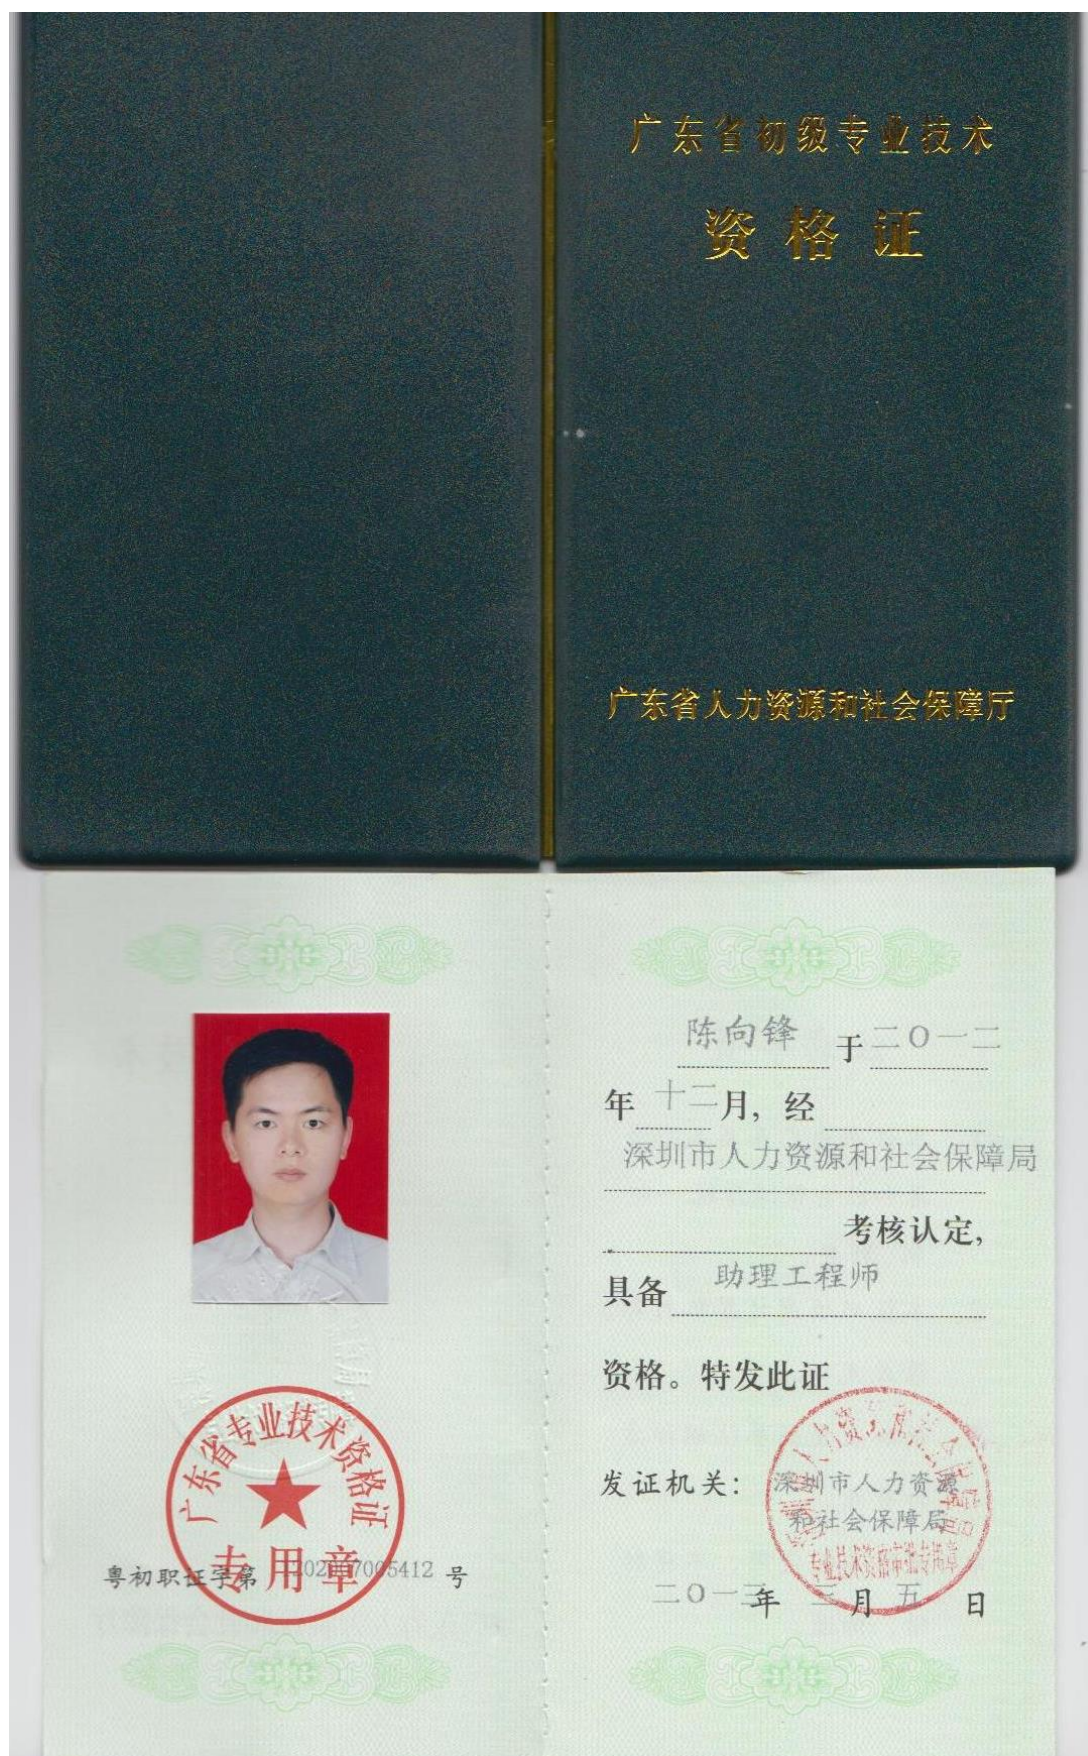 广东省初级专业技术
资格证
广东省人力资源和社会保障厅
陈向锋 于 二〇一二
年 十二 月, 经
深圳市人力资源和社会保障局
考核认定,
具备 助理工程师
资格。特发此证
发证机关: 深圳市人力资源
和社会保障局
二〇一三 年 三 月 五 日
广东省专业技术资格证
专用章
粤初职证字第 号
专业技术资格审批专用章